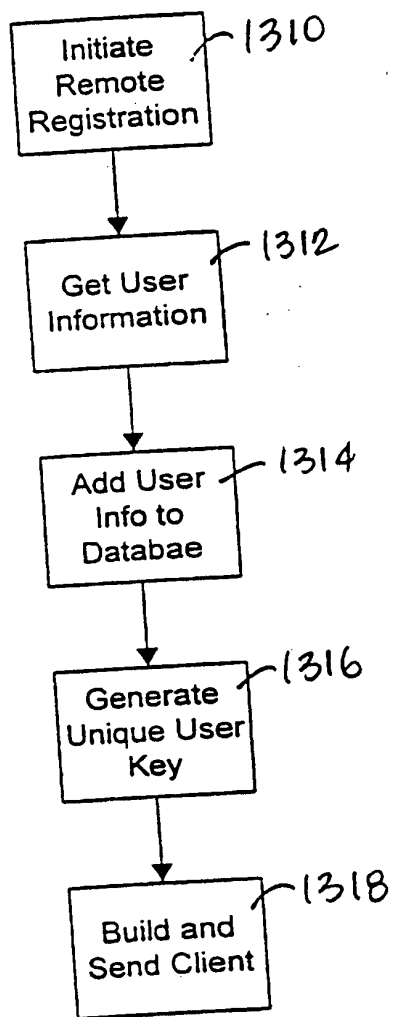 Initiate
Remote
Registration
1310
Get User
Information
1312
Add User
Info to
Databae
1314
Generate
Unique User
Key
1316
Build and
Send Client
1318